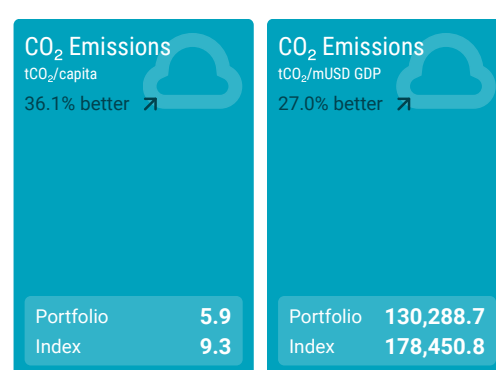 CO₂ Emissions
tCO₂/capita
36.1% better
Portfolio 5.9
Index 9.3
CO₂ Emissions
tCO₂/mUSD GDP
27.0% better
Portfolio 130,288.7
Index 178,450.8